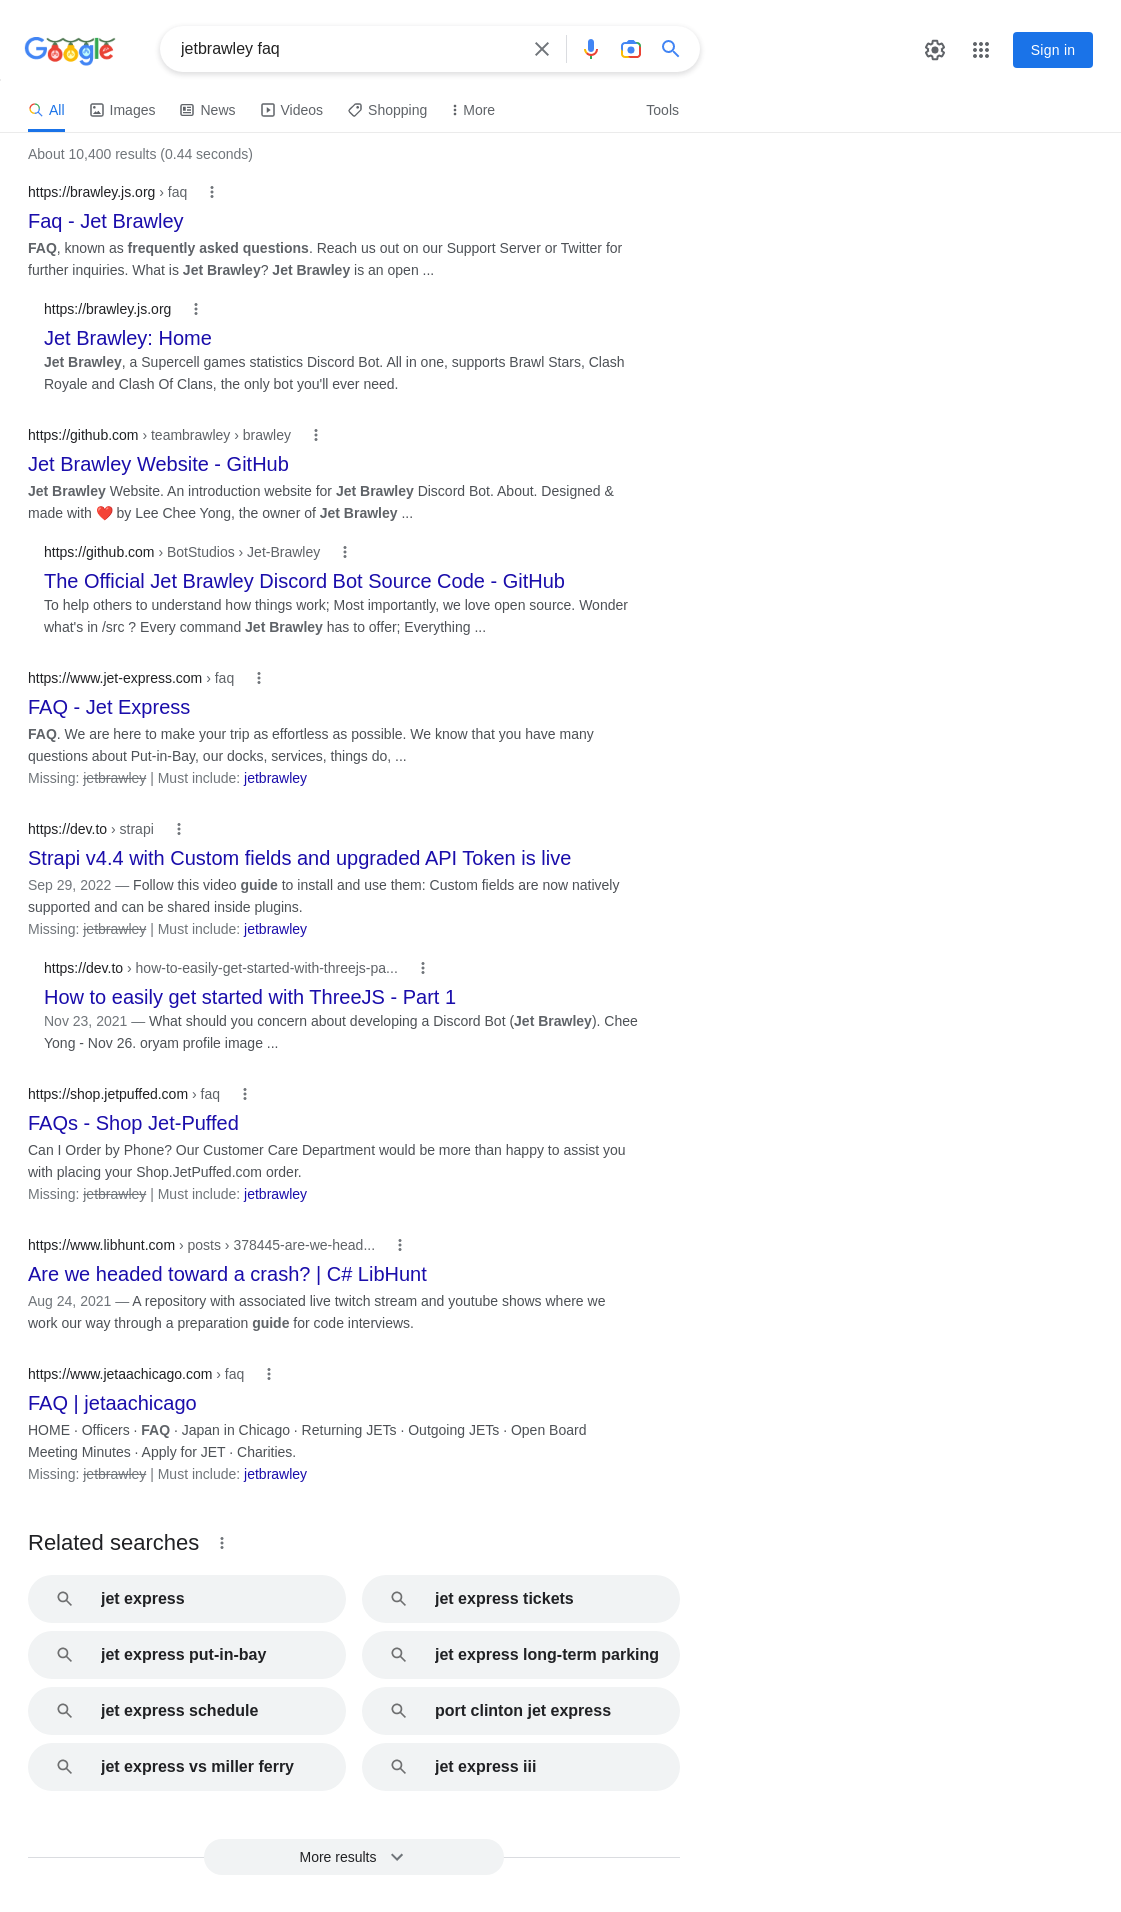 Google
jetbrawley faq
Sign in
All Images News Videos Shopping More Tools
About 10,400 results (0.44 seconds)
https://brawley.js.org › faq
Faq - Jet Brawley
FAQ, known as frequently asked questions. Reach us out on our Support Server or Twitter for
further inquiries. What is Jet Brawley? Jet Brawley is an open ...
https://brawley.js.org
Jet Brawley: Home
Jet Brawley, a Supercell games statistics Discord Bot. All in one, supports Brawl Stars, Clash
Royale and Clash Of Clans, the only bot you'll ever need.
https://github.com › teambrawley › brawley
Jet Brawley Website - GitHub
Jet Brawley Website. An introduction website for Jet Brawley Discord Bot. About. Designed &
made with ❤️ by Lee Chee Yong, the owner of Jet Brawley ...
https://github.com › BotStudios › Jet-Brawley
The Official Jet Brawley Discord Bot Source Code - GitHub
To help others to understand how things work; Most importantly, we love open source. Wonder
what's in /src ? Every command Jet Brawley has to offer; Everything ...
https://www.jet-express.com › faq
FAQ - Jet Express
FAQ. We are here to make your trip as effortless as possible. We know that you have many
questions about Put-in-Bay, our docks, services, things do, ...
Missing: jetbrawley | Must include: jetbrawley
https://dev.to › strapi
Strapi v4.4 with Custom fields and upgraded API Token is live
Sep 29, 2022 — Follow this video guide to install and use them: Custom fields are now natively
supported and can be shared inside plugins.
Missing: jetbrawley | Must include: jetbrawley
https://dev.to › how-to-easily-get-started-with-threejs-pa...
How to easily get started with ThreeJS - Part 1
Nov 23, 2021 — What should you concern about developing a Discord Bot (Jet Brawley). Chee
Yong - Nov 26. oryam profile image ...
https://shop.jetpuffed.com › faq
FAQs - Shop Jet-Puffed
Can I Order by Phone? Our Customer Care Department would be more than happy to assist you
with placing your Shop.JetPuffed.com order.
Missing: jetbrawley | Must include: jetbrawley
https://www.libhunt.com › posts › 378445-are-we-head...
Are we headed toward a crash? | C# LibHunt
Aug 24, 2021 — A repository with associated live twitch stream and youtube shows where we
work our way through a preparation guide for code interviews.
https://www.jetaachicago.com › faq
FAQ | jetaachicago
HOME · Officers · FAQ · Japan in Chicago · Returning JETs · Outgoing JETs · Open Board
Meeting Minutes · Apply for JET · Charities.
Missing: jetbrawley | Must include: jetbrawley
Related searches
jet express
jet express tickets
jet express put-in-bay
jet express long-term parking
jet express schedule
port clinton jet express
jet express vs miller ferry
jet express iii
More results